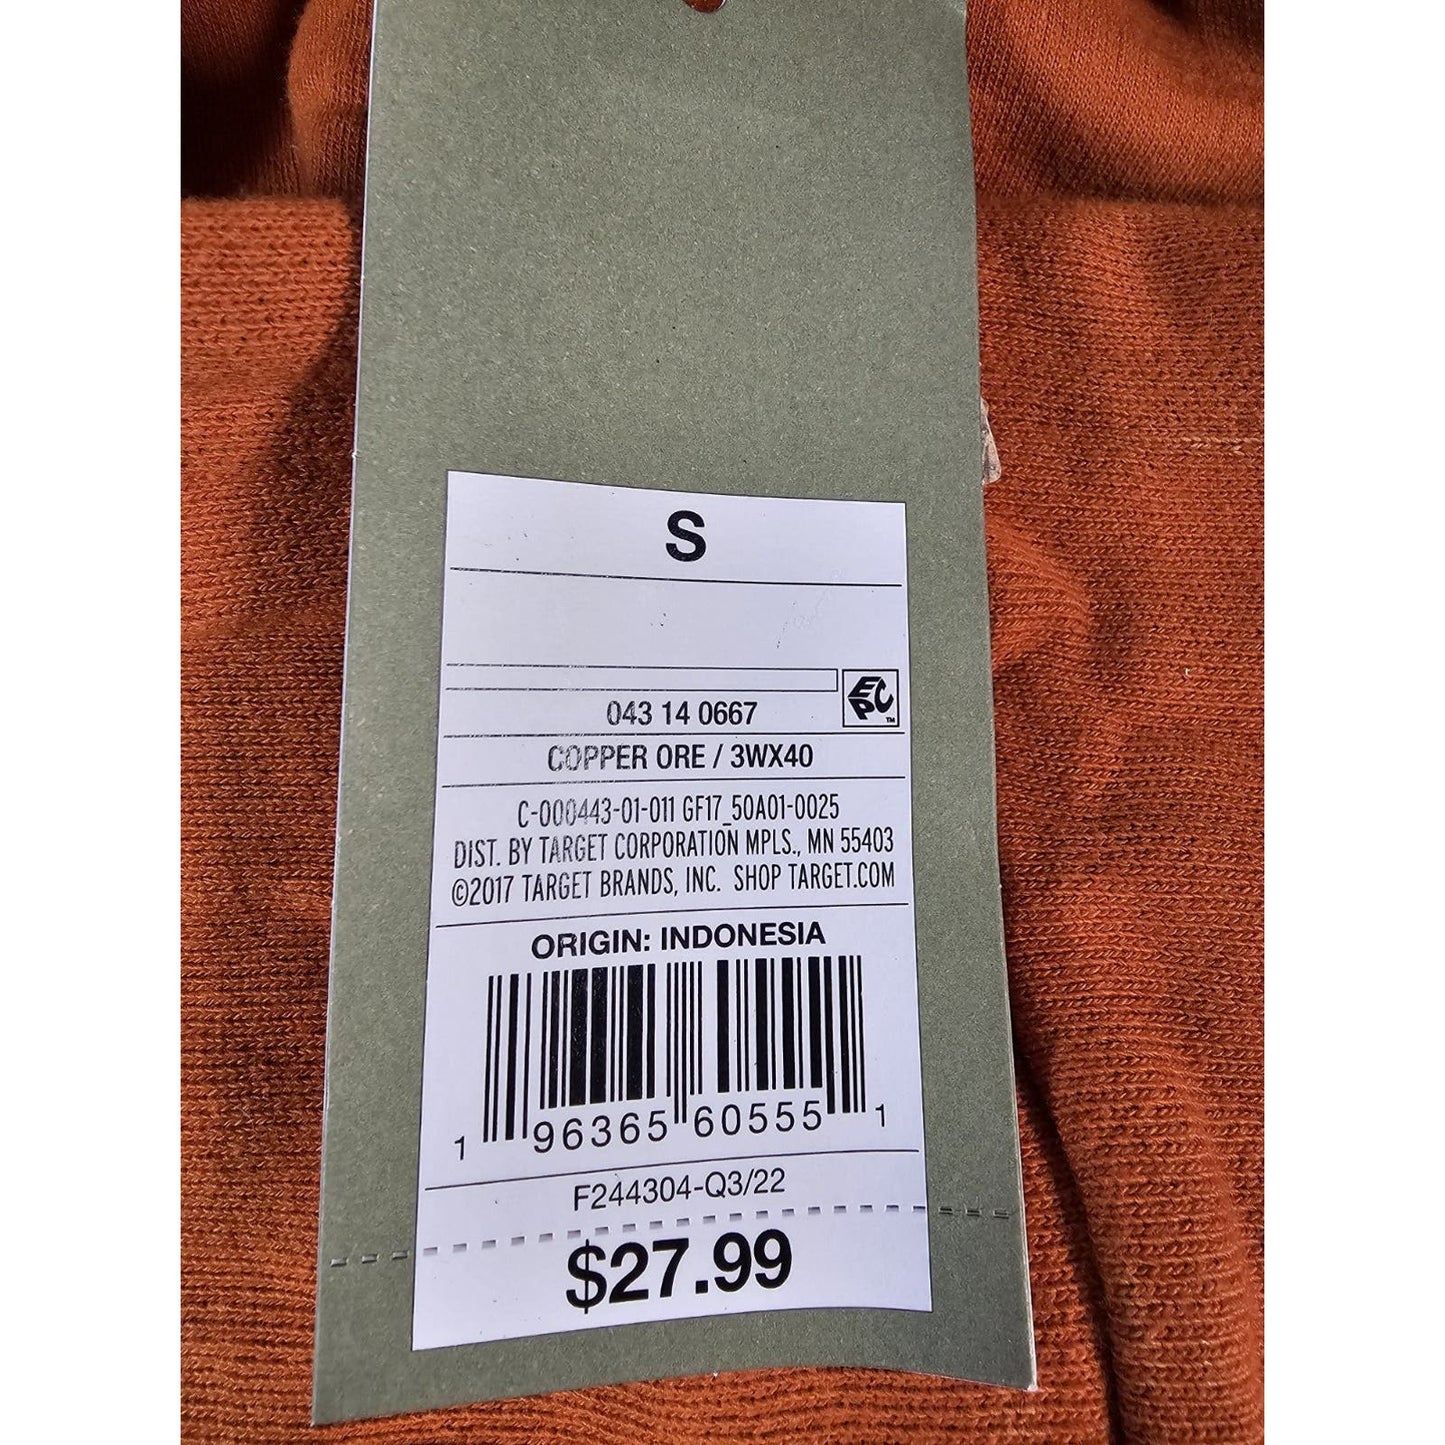 S
EPC™
043 14 0667
COPPER ORE / 3WX40
C-000443-01-011 GF17_50A01-0025
DIST. BY TARGET CORPORATION MPLS., MN 55403
©2017 TARGET BRANDS, INC. SHOP TARGET.COM
ORIGIN: INDONESIA
1 96365 60555 1
F244304-Q3/22
$27.99